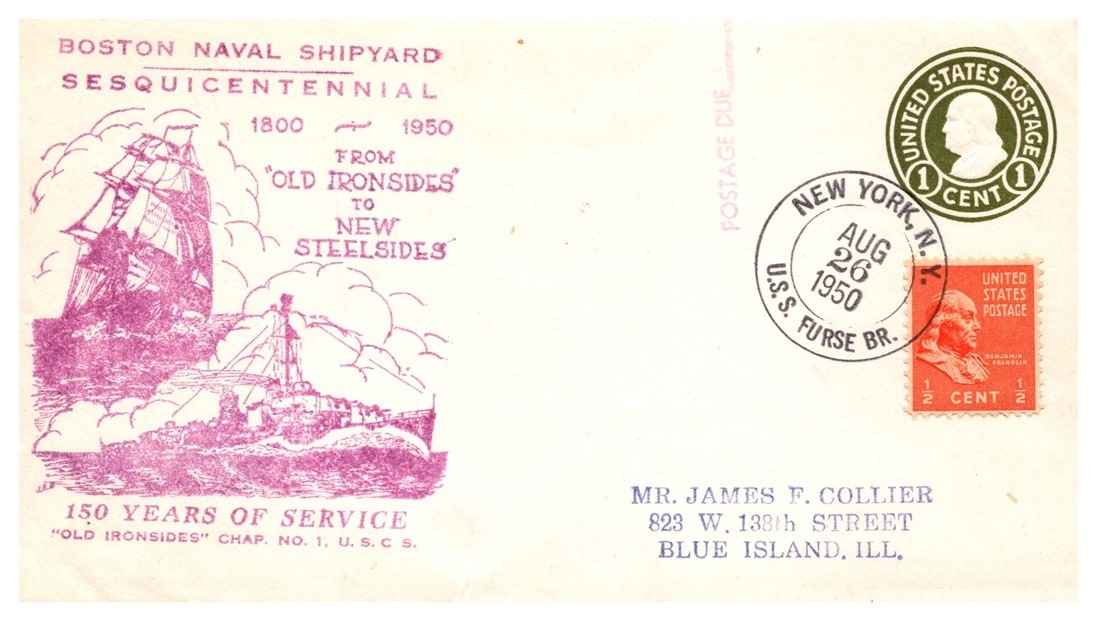 BOSTON NAVAL SHIPYARD
SESQUICENTENNIAL
1800 ~ 1950
FROM
"OLD IRONSIDES"
TO
NEW
STEELSIDES
150 YEARS OF SERVICE
"OLD IRONSIDES" CHAP. NO. 1, U. S. C S.
POSTAGE DUE
UNITED STATES POSTAGE
1 CENT 1
NEW YORK, N. Y.
AUG
26
1950
U.S.S. FURSE BR.
UNITED
STATES
POSTAGE
BENJAMIN
FRANKLIN
1/2 CENT 1/2
MR. JAMES F. COLLIER
823 W. 138th STREET
BLUE ISLAND, ILL.